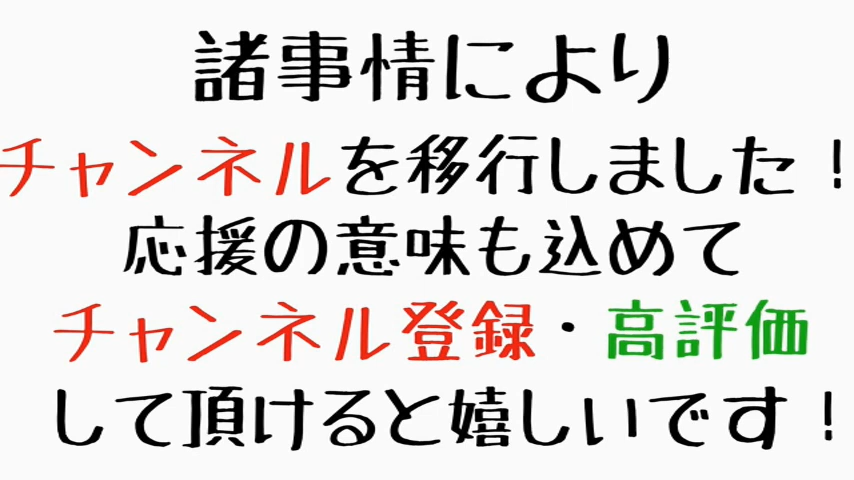 諸事情により
チャンネルを移行しました！
応援の意味も込めて
チャンネル登録・高評価
して頂けると嬉しいです！